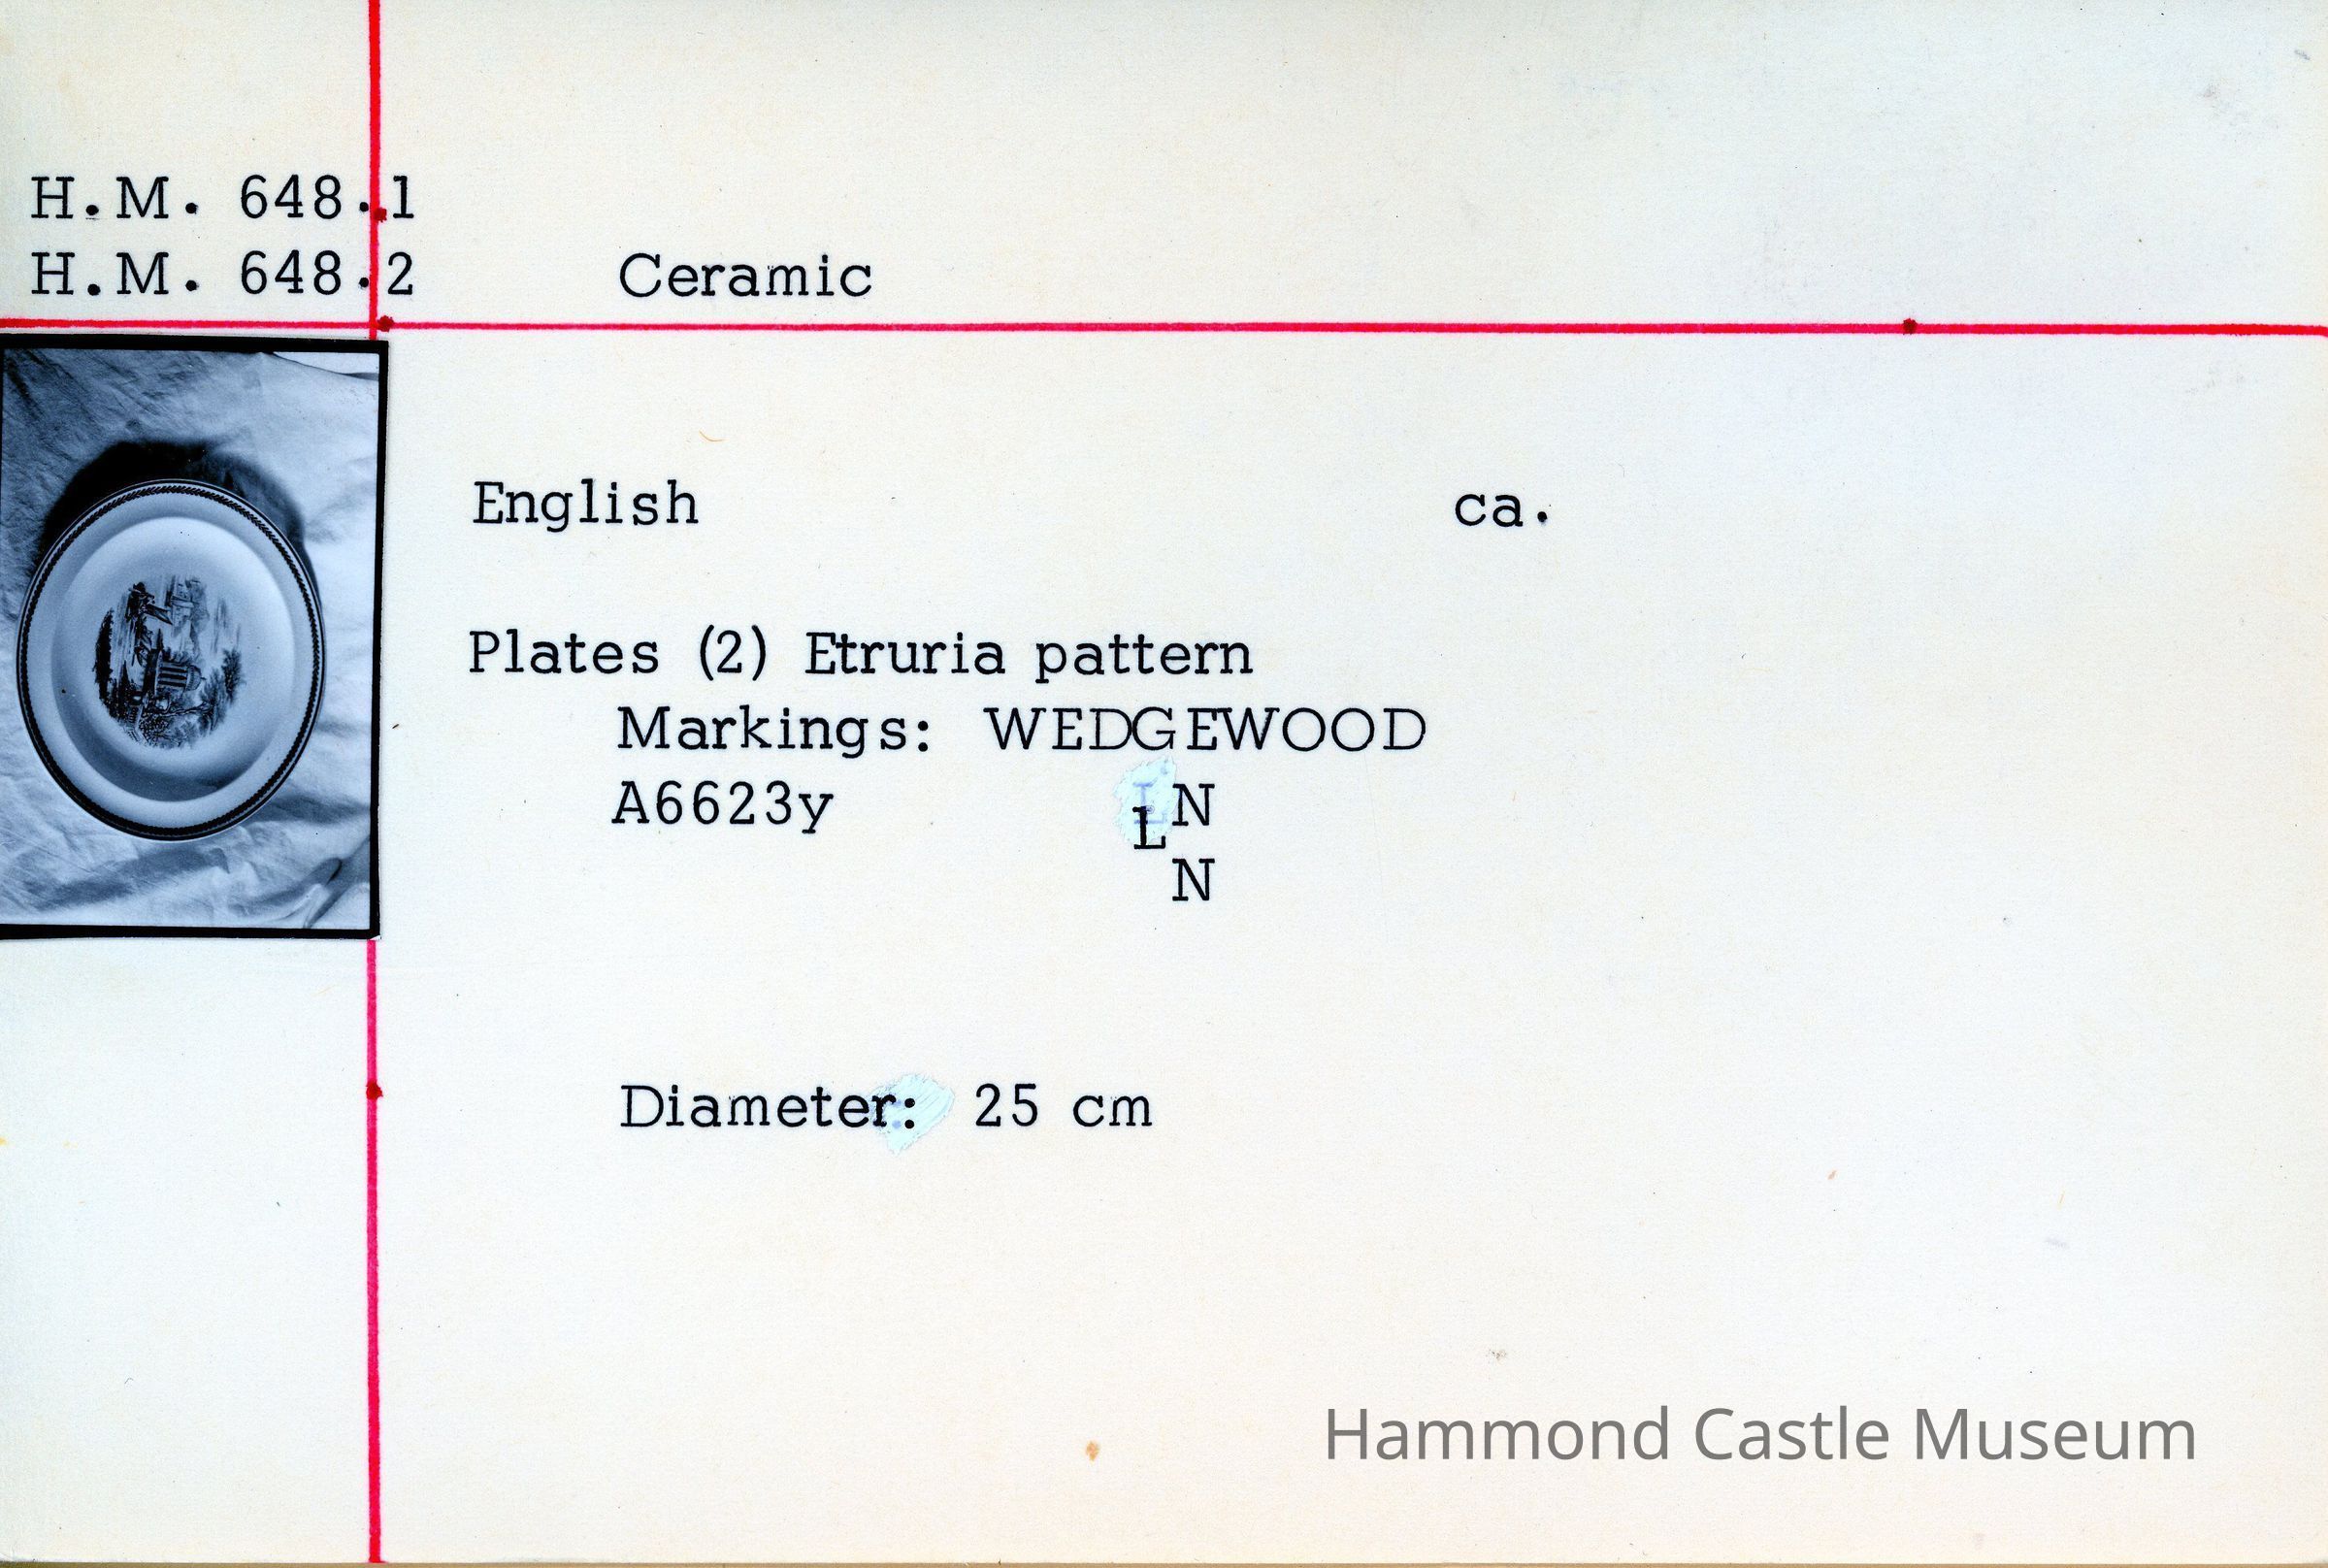 H.M. 648.1
H.M. 648.2 Ceramic
English ca.
Plates (2) Etruria pattern
Markings: WEDGEWOOD
A6623y N
L
N
Diameter: 25 cm
Hammond Castle Museum